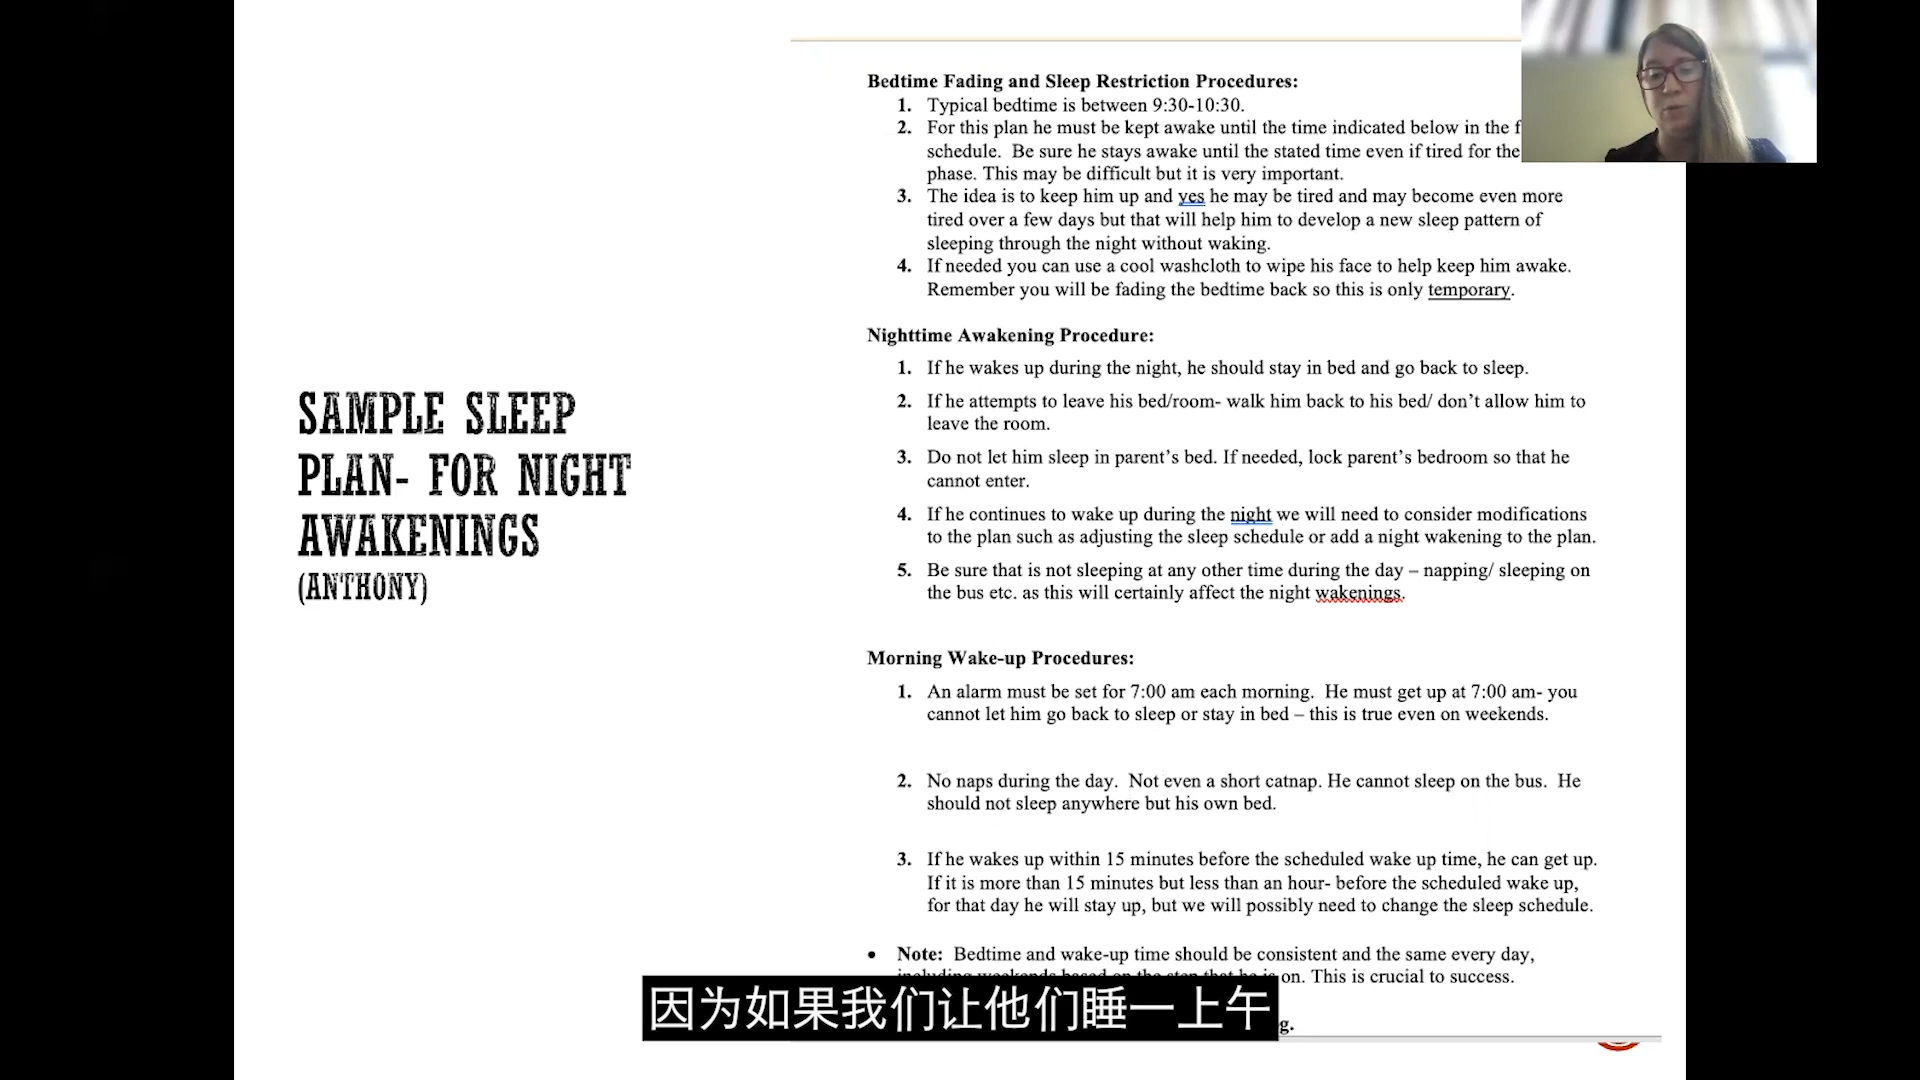 SAMPLE SLEEP
PLAN- FOR NIGHT
AWAKENINGS
(ANTHONY)
Bedtime Fading and Sleep Restriction Procedures:
1. Typical bedtime is between 9:30-10:30.
2. For this plan he must be kept awake until the time indicated below in the f
schedule. Be sure he stays awake until the stated time even if tired for the
phase. This may be difficult but it is very important.
3. The idea is to keep him up and yes he may be tired and may become even more
tired over a few days but that will help him to develop a new sleep pattern of
sleeping through the night without waking.
4. If needed you can use a cool washcloth to wipe his face to help keep him awake.
Remember you will be fading the bedtime back so this is only temporary.
Nighttime Awakening Procedure:
1. If he wakes up during the night, he should stay in bed and go back to sleep.
2. If he attempts to leave his bed/room- walk him back to his bed/ don’t allow him to
leave the room.
3. Do not let him sleep in parent’s bed. If needed, lock parent’s bedroom so that he
cannot enter.
4. If he continues to wake up during the night we will need to consider modifications
to the plan such as adjusting the sleep schedule or add a night wakening to the plan.
5. Be sure that is not sleeping at any other time during the day – napping/ sleeping on
the bus etc. as this will certainly affect the night wakenings.
Morning Wake-up Procedures:
1. An alarm must be set for 7:00 am each morning. He must get up at 7:00 am- you
cannot let him go back to sleep or stay in bed – this is true even on weekends.
2. No naps during the day. Not even a short catnap. He cannot sleep on the bus. He
should not sleep anywhere but his own bed.
3. If he wakes up within 15 minutes before the scheduled wake up time, he can get up.
If it is more than 15 minutes but less than an hour- before the scheduled wake up,
for that day he will stay up, but we will possibly need to change the sleep schedule.
• Note: Bedtime and wake-up time should be consistent and the same every day,
including weekends based on the step that he is on. This is crucial to success.
因为如果我们让他们睡一上午